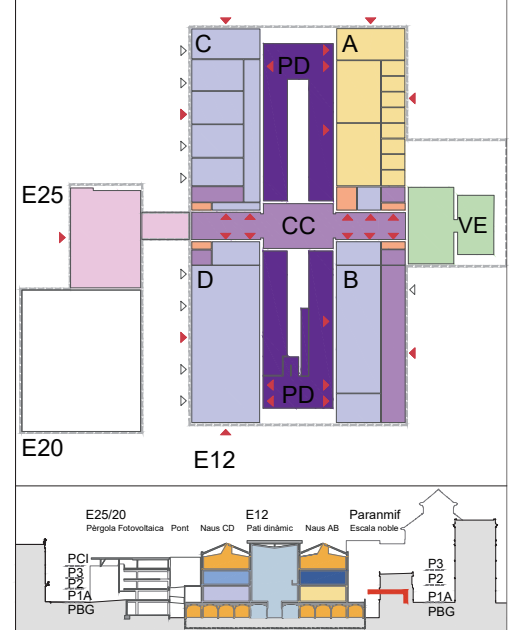 C
A
PD
E25
CC
VE
D
B
PD
E20
E12
E25/20 E12 Paranmif
Pèrgola Fotovoltaica Pont Naus CD Pati dinàmic Naus AB Escala noble
PCI
P3
P2
P1A
PBG
P3
P2
P1A
PBG